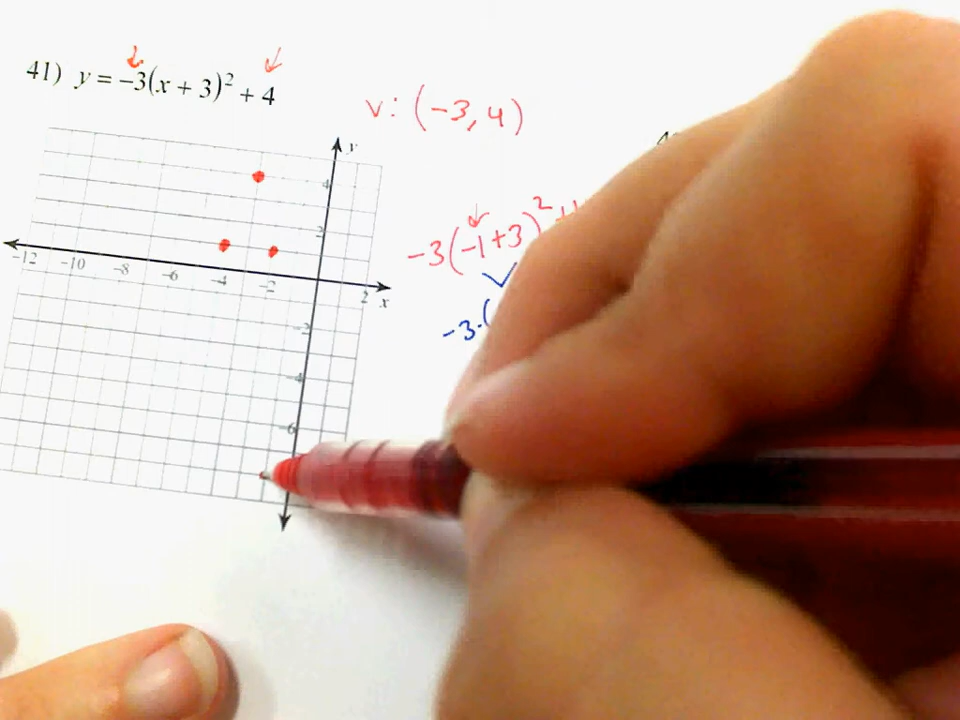 41) y = −3(x + 3)² + 4
v: (−3, 4)
y
4
2
−12 −10 −8 −6 −4 −2 2 x
−2
−4
−6
−3(−1+3)²
−3·(